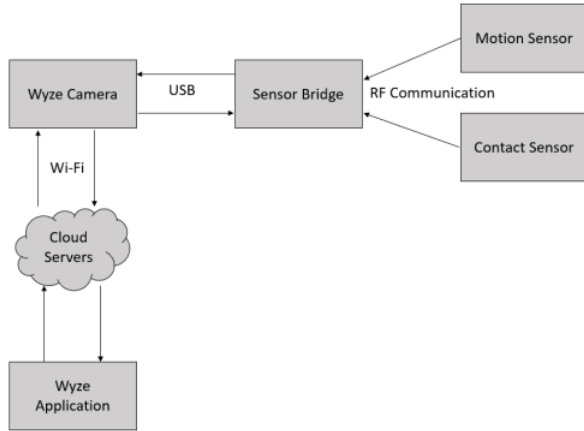 Motion Sensor
Wyze Camera
USB
Sensor Bridge
RF Communication
Contact Sensor
Wi-Fi
Cloud
Servers
Wyze
Application